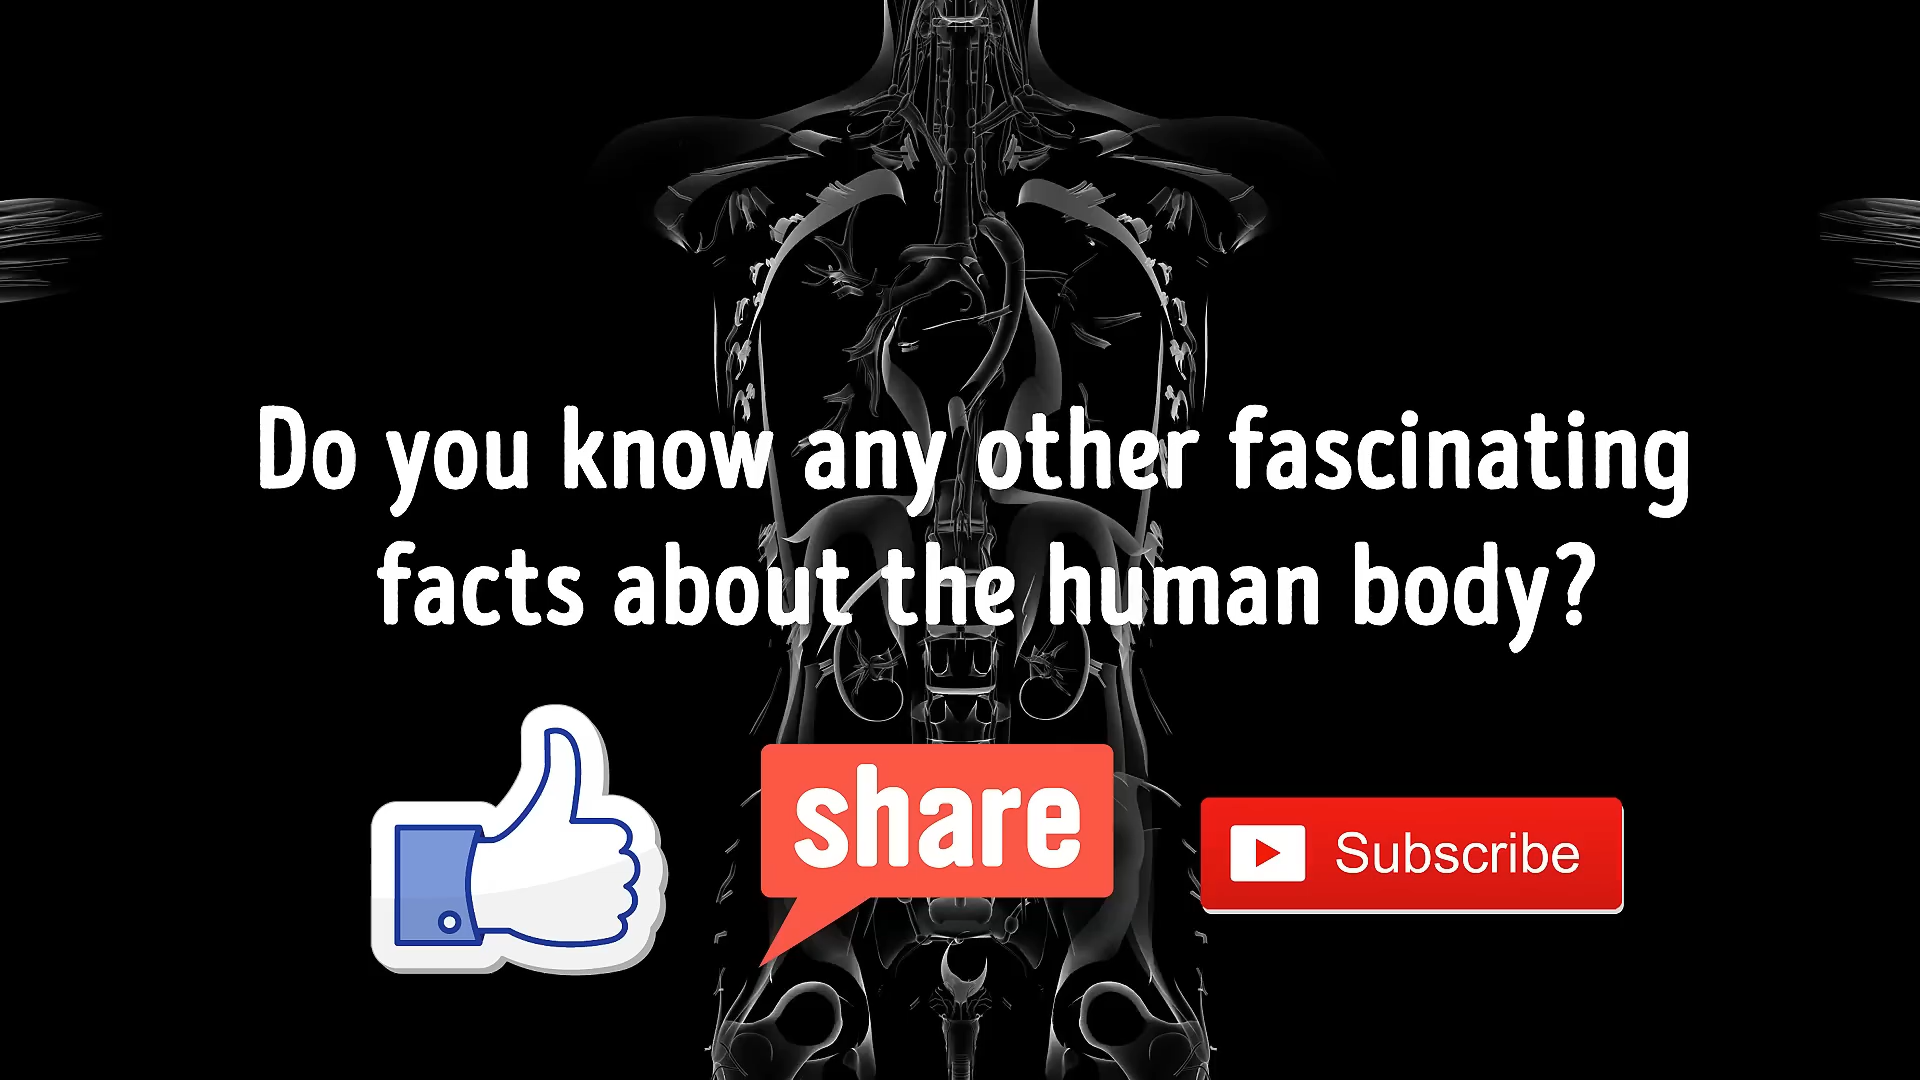 Do you know any other fascinating
facts about the human body?
share
Subscribe